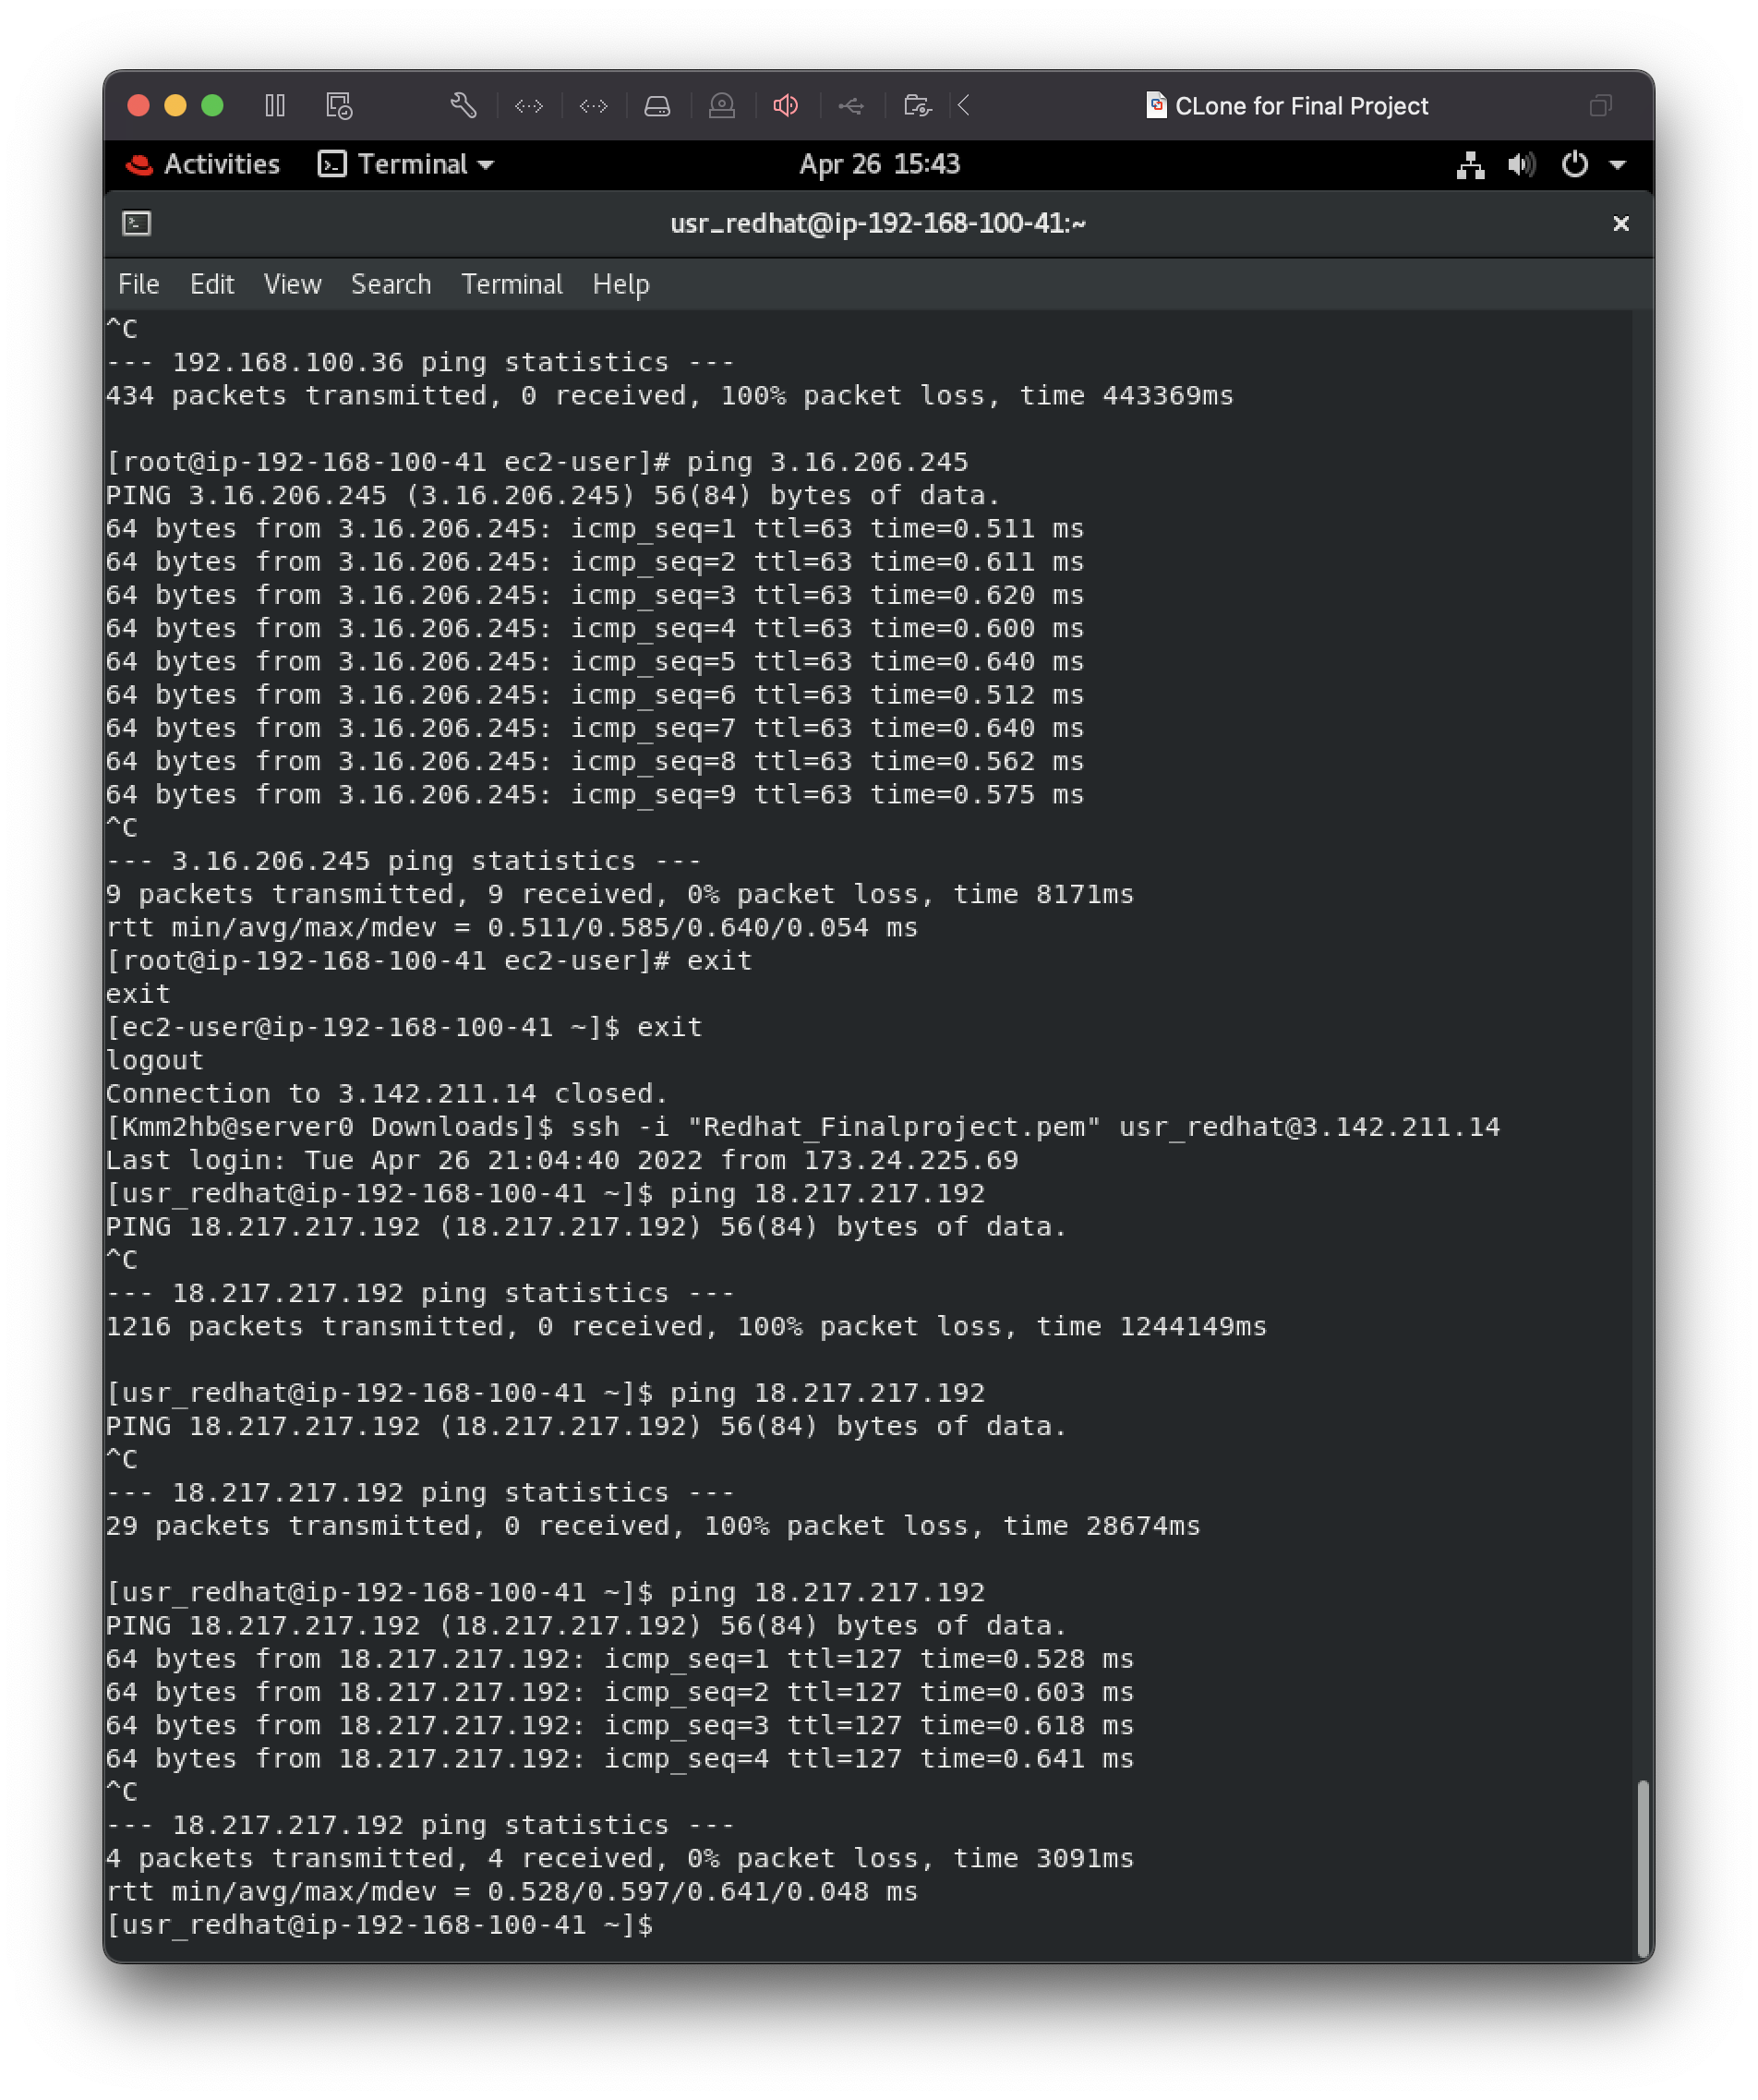 CLone for Final Project
Activities Terminal Apr 26 15:43
usr_redhat@ip-192-168-100-41:~
File Edit View Search Terminal Help
^C
--- 192.168.100.36 ping statistics ---
434 packets transmitted, 0 received, 100% packet loss, time 443369ms
[root@ip-192-168-100-41 ec2-user]# ping 3.16.206.245
PING 3.16.206.245 (3.16.206.245) 56(84) bytes of data.
64 bytes from 3.16.206.245: icmp_seq=1 ttl=63 time=0.511 ms
64 bytes from 3.16.206.245: icmp_seq=2 ttl=63 time=0.611 ms
64 bytes from 3.16.206.245: icmp_seq=3 ttl=63 time=0.620 ms
64 bytes from 3.16.206.245: icmp_seq=4 ttl=63 time=0.600 ms
64 bytes from 3.16.206.245: icmp_seq=5 ttl=63 time=0.640 ms
64 bytes from 3.16.206.245: icmp_seq=6 ttl=63 time=0.512 ms
64 bytes from 3.16.206.245: icmp_seq=7 ttl=63 time=0.640 ms
64 bytes from 3.16.206.245: icmp_seq=8 ttl=63 time=0.562 ms
64 bytes from 3.16.206.245: icmp_seq=9 ttl=63 time=0.575 ms
^C
--- 3.16.206.245 ping statistics ---
9 packets transmitted, 9 received, 0% packet loss, time 8171ms
rtt min/avg/max/mdev = 0.511/0.585/0.640/0.054 ms
[root@ip-192-168-100-41 ec2-user]# exit
exit
[ec2-user@ip-192-168-100-41 ~]$ exit
logout
Connection to 3.142.211.14 closed.
[Kmm2hb@server0 Downloads]$ ssh -i "Redhat_Finalproject.pem" usr_redhat@3.142.211.14
Last login: Tue Apr 26 21:04:40 2022 from 173.24.225.69
[usr_redhat@ip-192-168-100-41 ~]$ ping 18.217.217.192
PING 18.217.217.192 (18.217.217.192) 56(84) bytes of data.
^C
--- 18.217.217.192 ping statistics ---
1216 packets transmitted, 0 received, 100% packet loss, time 1244149ms
[usr_redhat@ip-192-168-100-41 ~]$ ping 18.217.217.192
PING 18.217.217.192 (18.217.217.192) 56(84) bytes of data.
^C
--- 18.217.217.192 ping statistics ---
29 packets transmitted, 0 received, 100% packet loss, time 28674ms
[usr_redhat@ip-192-168-100-41 ~]$ ping 18.217.217.192
PING 18.217.217.192 (18.217.217.192) 56(84) bytes of data.
64 bytes from 18.217.217.192: icmp_seq=1 ttl=127 time=0.528 ms
64 bytes from 18.217.217.192: icmp_seq=2 ttl=127 time=0.603 ms
64 bytes from 18.217.217.192: icmp_seq=3 ttl=127 time=0.618 ms
64 bytes from 18.217.217.192: icmp_seq=4 ttl=127 time=0.641 ms
^C
--- 18.217.217.192 ping statistics ---
4 packets transmitted, 4 received, 0% packet loss, time 3091ms
rtt min/avg/max/mdev = 0.528/0.597/0.641/0.048 ms
[usr_redhat@ip-192-168-100-41 ~]$